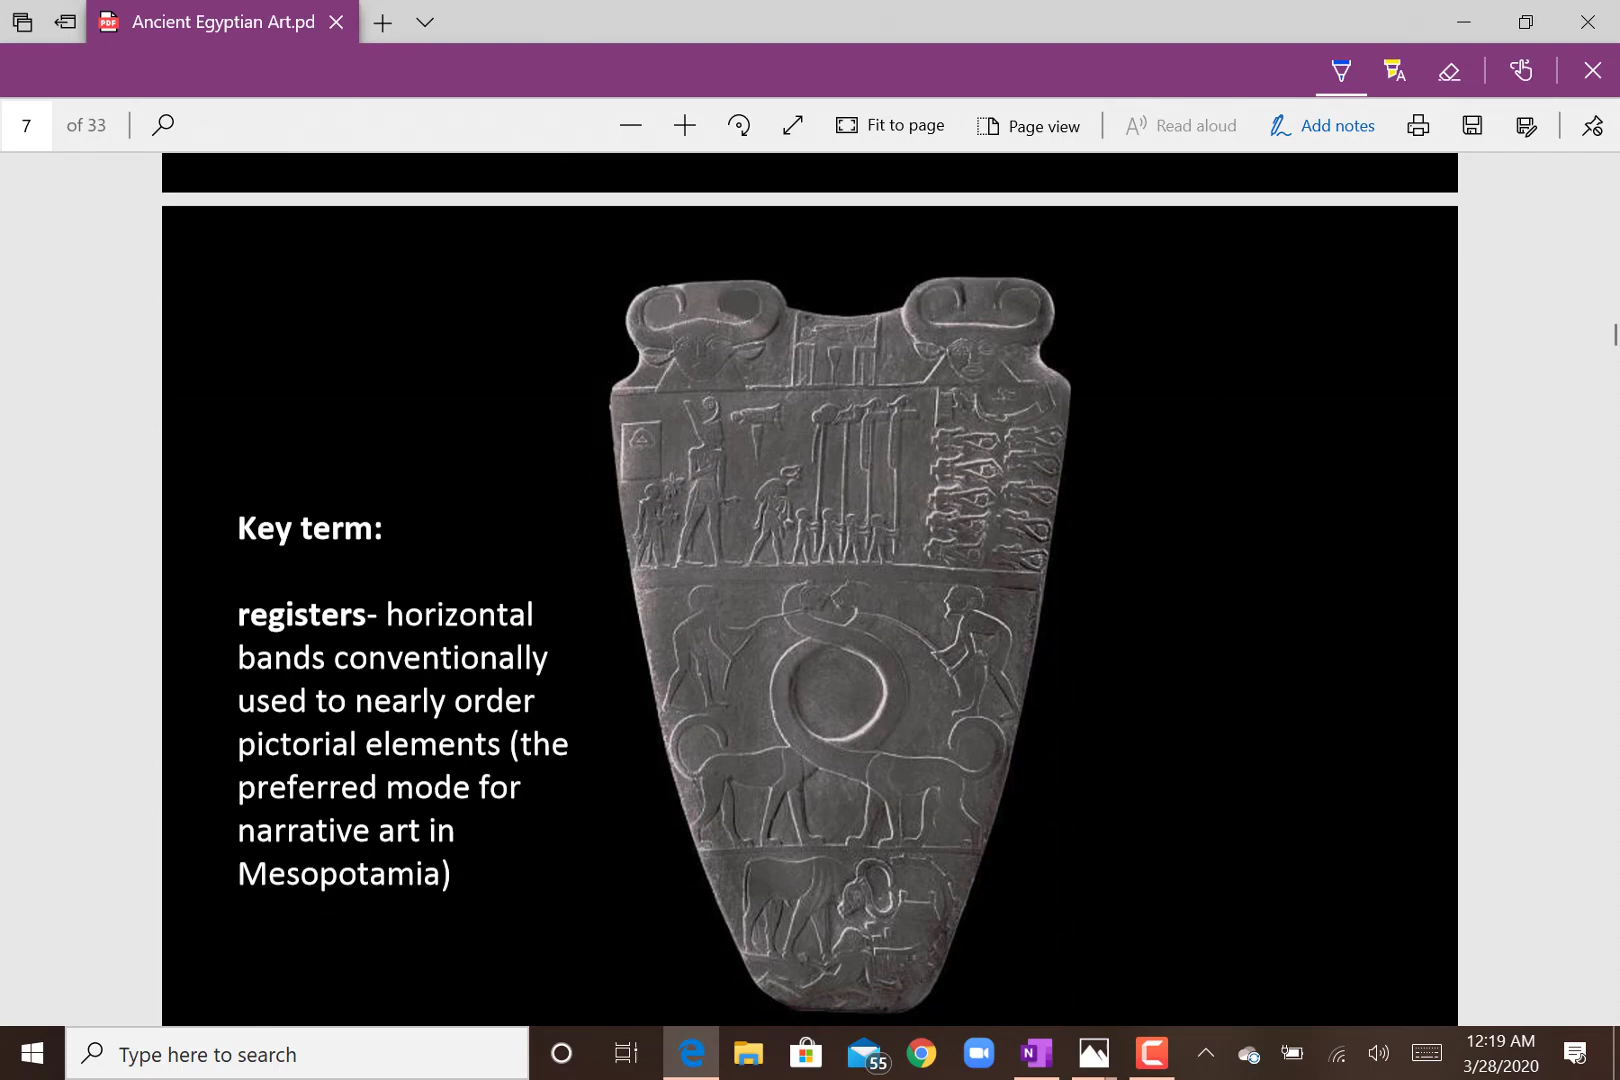 Ancient Egyptian Art.pd
7 of 33
Fit to page
Page view
Read aloud
Add notes
Key term:
registers- horizontal
bands conventionally
used to nearly order
pictorial elements (the
preferred mode for
narrative art in
Mesopotamia)
Type here to search
55
12:19 AM
3/28/2020